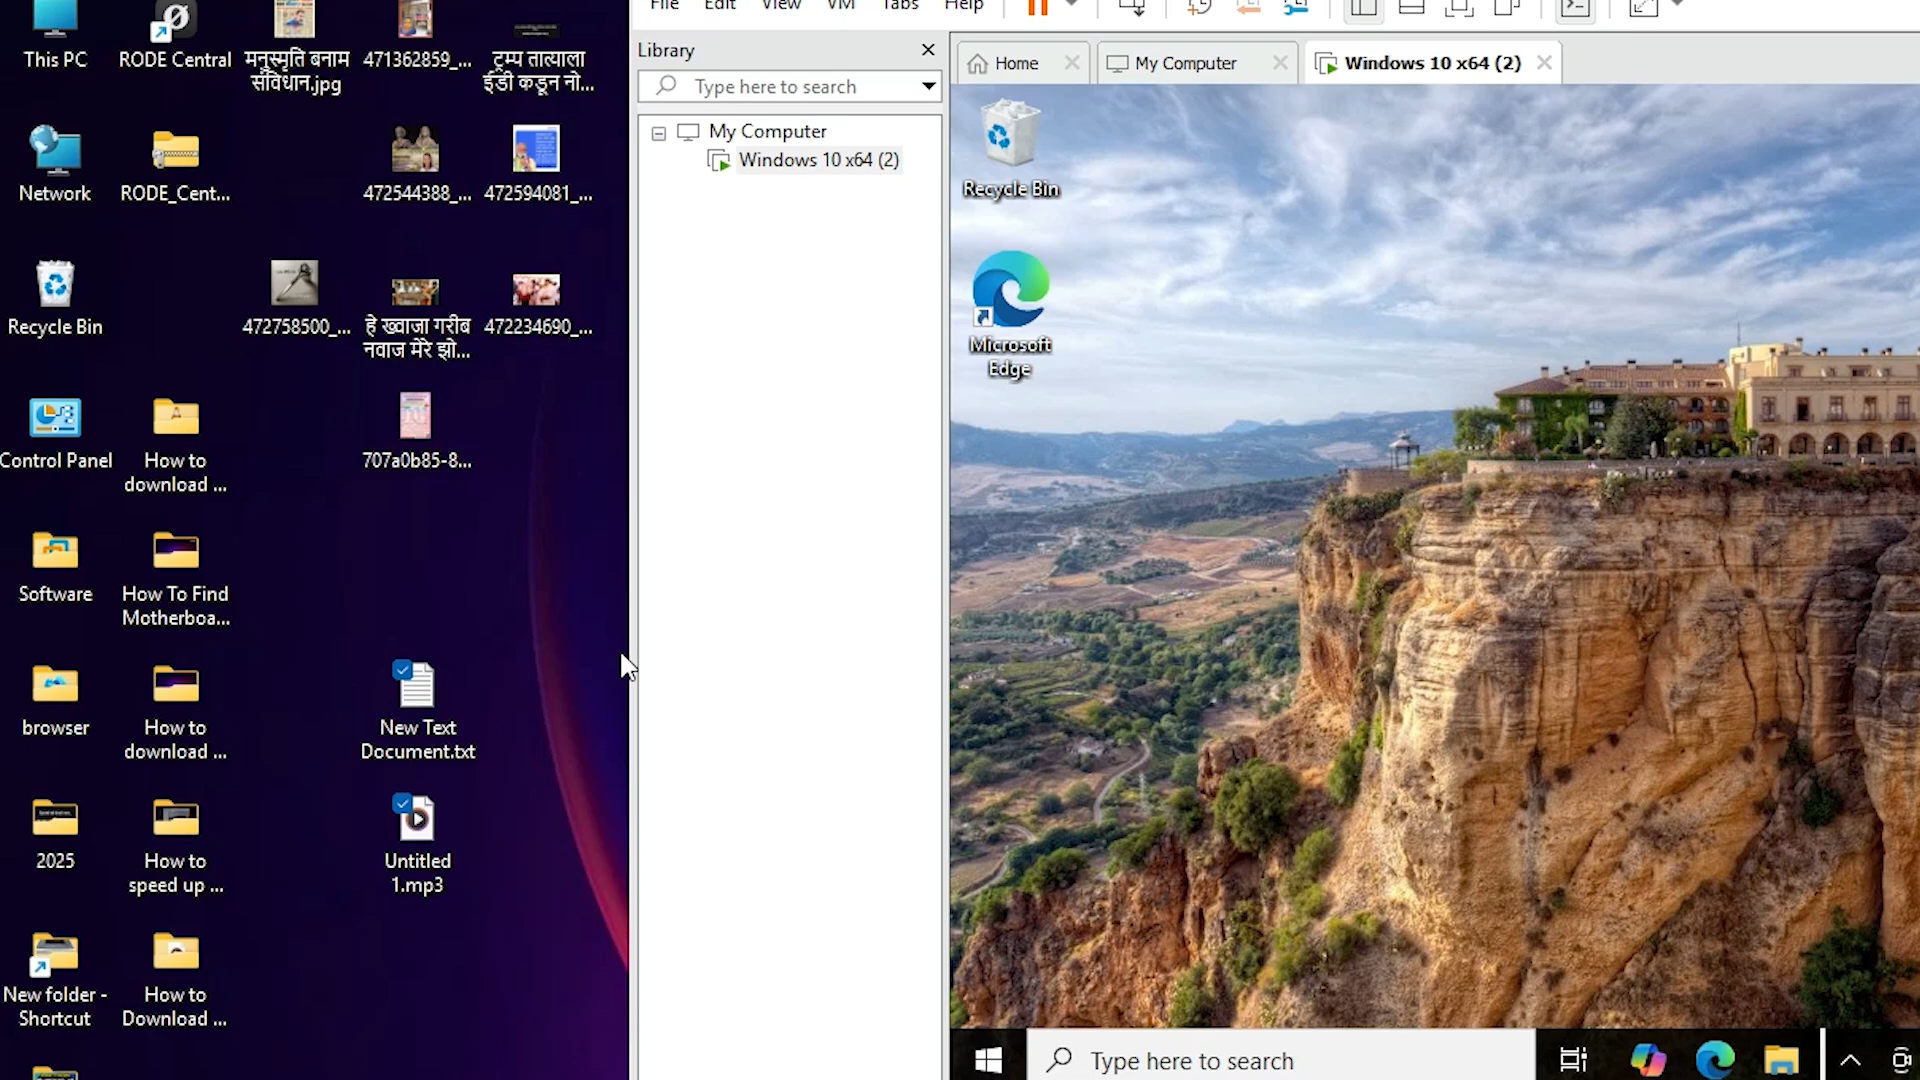 File Edit View VM Tabs Help
Library
Type here to search
My Computer
Windows 10 x64 (2)
Home
My Computer
Windows 10 x64 (2)
This PC
RODE Central
मनुस्मृति बनाम
संविधान.jpg
471362859_...
ट्रम्प तात्याला
ईडी कडून नो...
Network
RODE_Cent...
472544388_...
472594081_...
Recycle Bin
472758500_...
हे ख्वाजा गरीब
नवाज मेरे झो...
472234690_...
Control Panel
How to
download ...
707a0b85-8...
Software
How To Find
Motherboa...
browser
How to
download ...
New Text
Document.txt
2025
How to
speed up ...
Untitled
1.mp3
New folder -
Shortcut
How to
Download ...
Recycle Bin
Microsoft
Edge
Type here to search